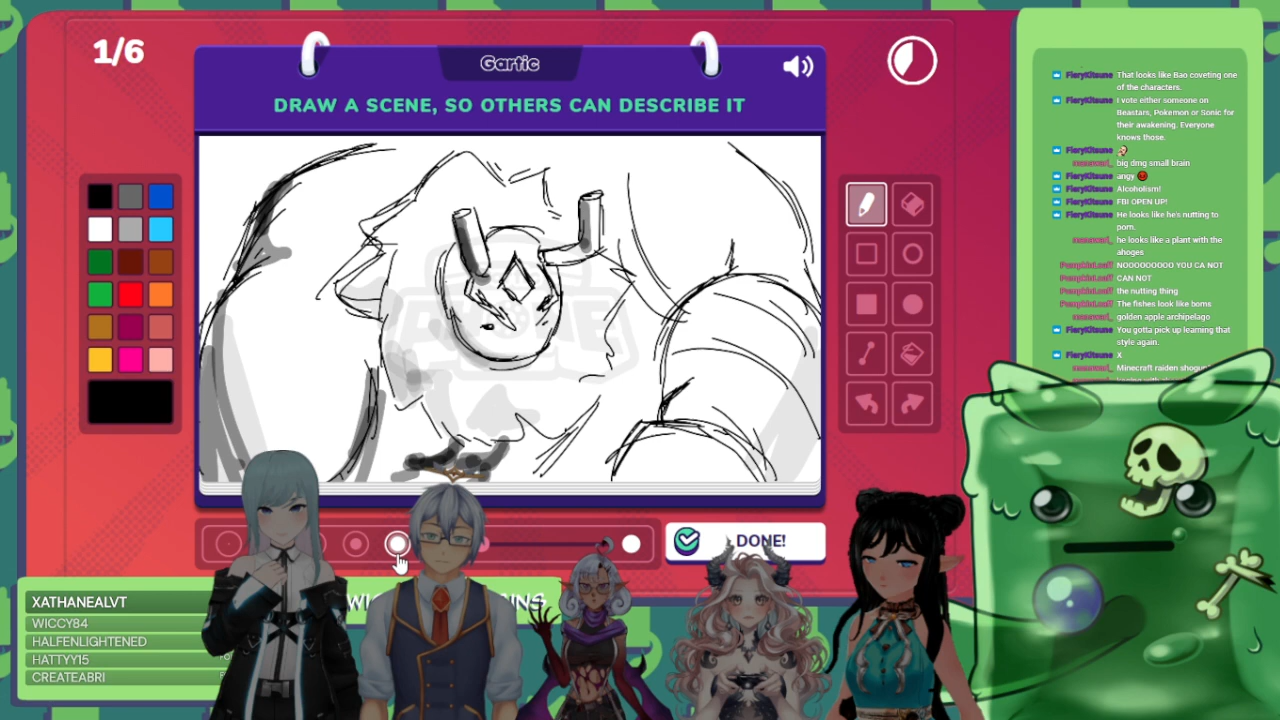 1/6
Gartic
DRAW A SCENE, SO OTHERS CAN DESCRIBE IT
DONE!
XATHANEALVT
WICCY84
HALFENLIGHTENED
HATTYY15
CREATEABRI
FieryKitsune That looks like Bao coveting one
of the characters.
FieryKitsune I vote either someone on
Beastars, Pokemon or Sonic for
their awakening. Everyone
knows those.
FieryKitsune
big dmg small brain
FieryKitsune angy
FieryKitsune Alcoholism!
FieryKitsune FBI OPEN UP!
FieryKitsune He looks like he's nutting to
porn.
he looks like a plant with the
ahoges
PumpkinLoaff NOOOOOOOO YOU CA NOT
PumpkinLoaff CAN NOT
PumpkinLoaff the nutting thing
PumpkinLoaff The fishes look like boms
golden apple archipelago
FieryKitsune You gotta pick up learning that
style again.
FieryKitsune X
Minecraft raiden shogun